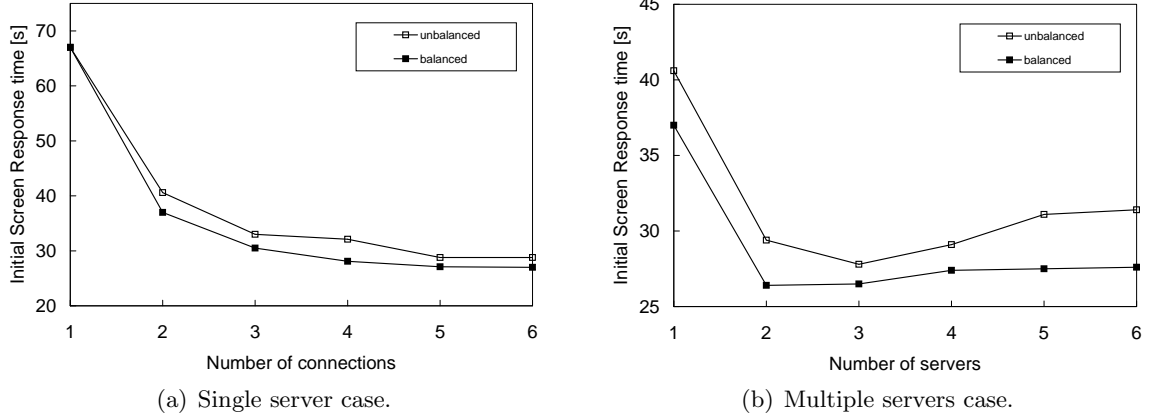 Initial Screen Response time [s]
70
60
50
40
30
20
1 2 3 4 5 6
Number of connections
unbalanced
balanced
(a) Single server case.
Initial Screen Response time [s]
45
40
35
30
25
1 2 3 4 5 6
Number of servers
unbalanced
balanced
(b) Multiple servers case.